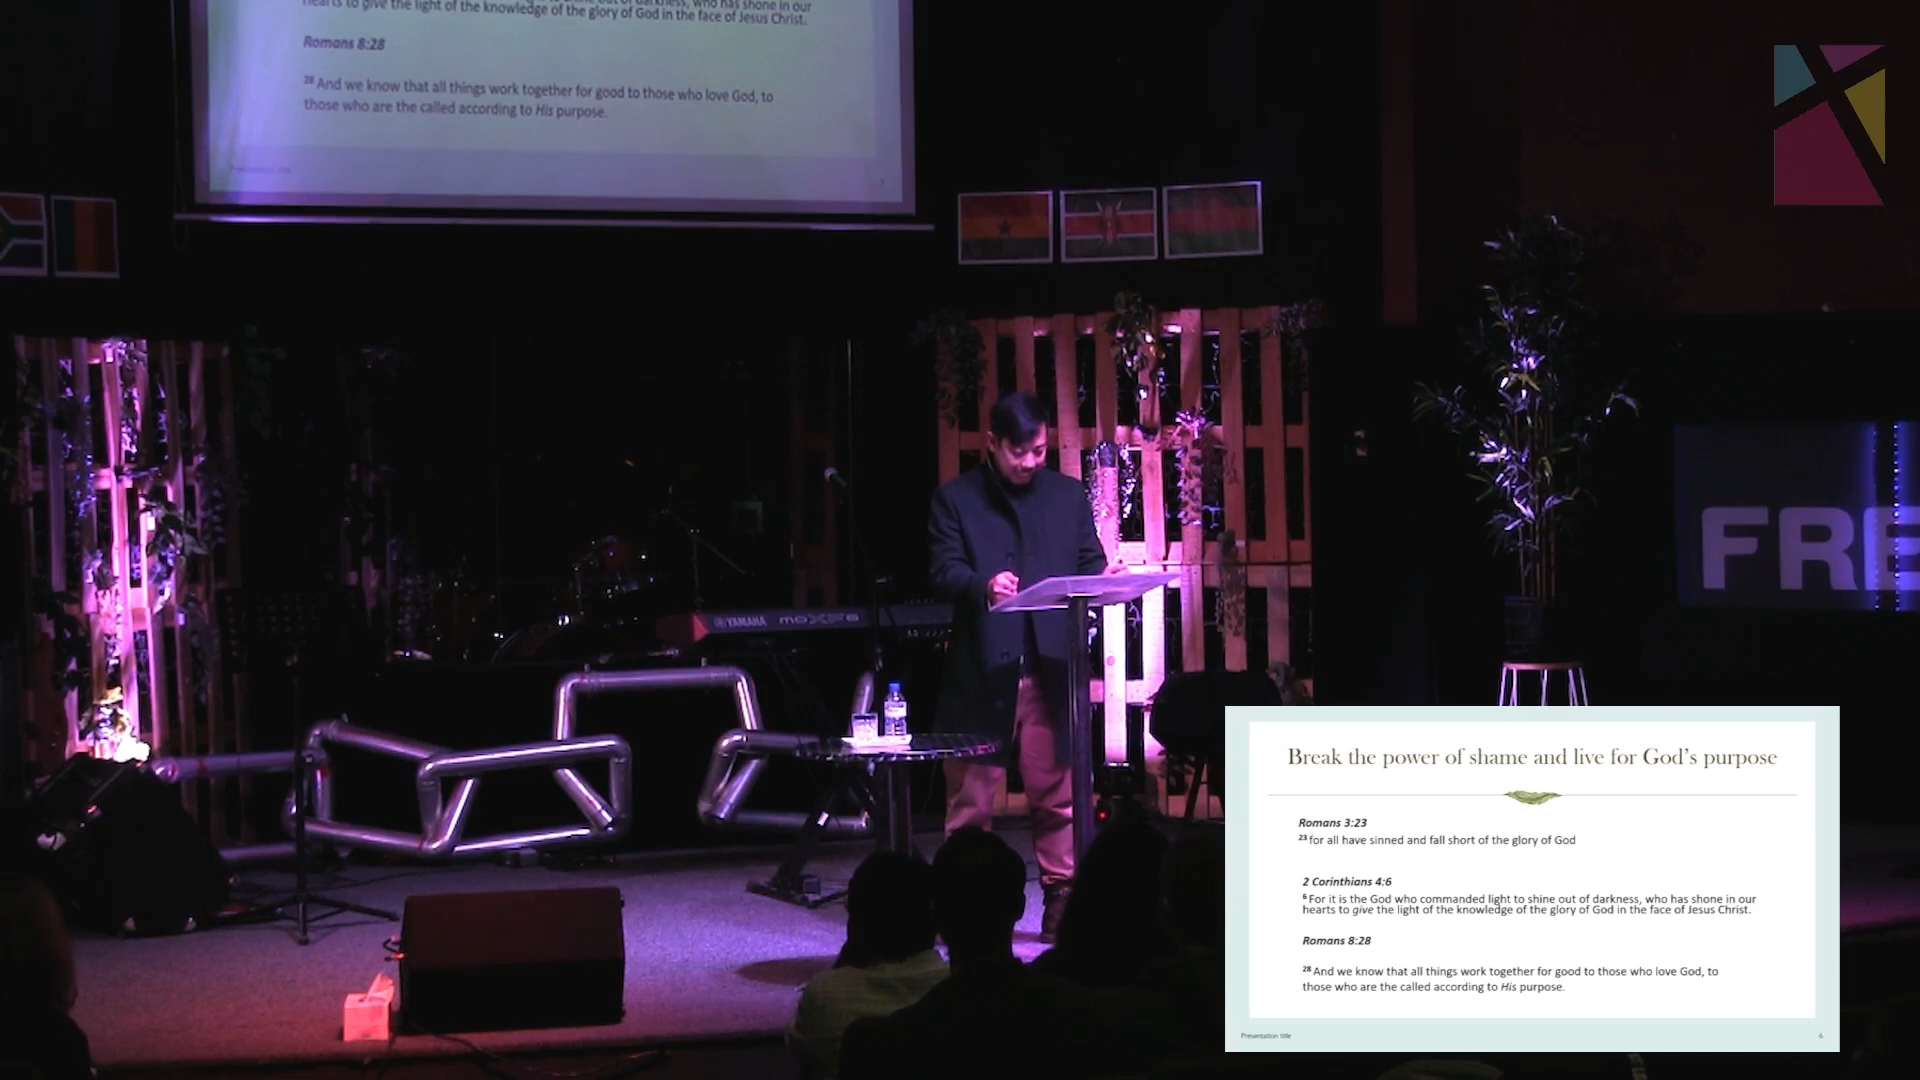 hearts to give the light of the knowledge of the glory of God in the face of Jesus Christ.
Romans 8:28
28 And we know that all things work together for good to those who love God, to
those who are the called according to His purpose.
YAMAHA MOXF8
FRE
Break the power of shame and live for God's purpose
Romans 3:23
23 for all have sinned and fall short of the glory of God
2 Corinthians 4:6
6 For it is the God who commanded light to shine out of darkness, who has shone in our
hearts to give the light of the knowledge of the glory of God in the face of Jesus Christ.
Romans 8:28
28 And we know that all things work together for good to those who love God, to
those who are the called according to His purpose.
Presentation title
6